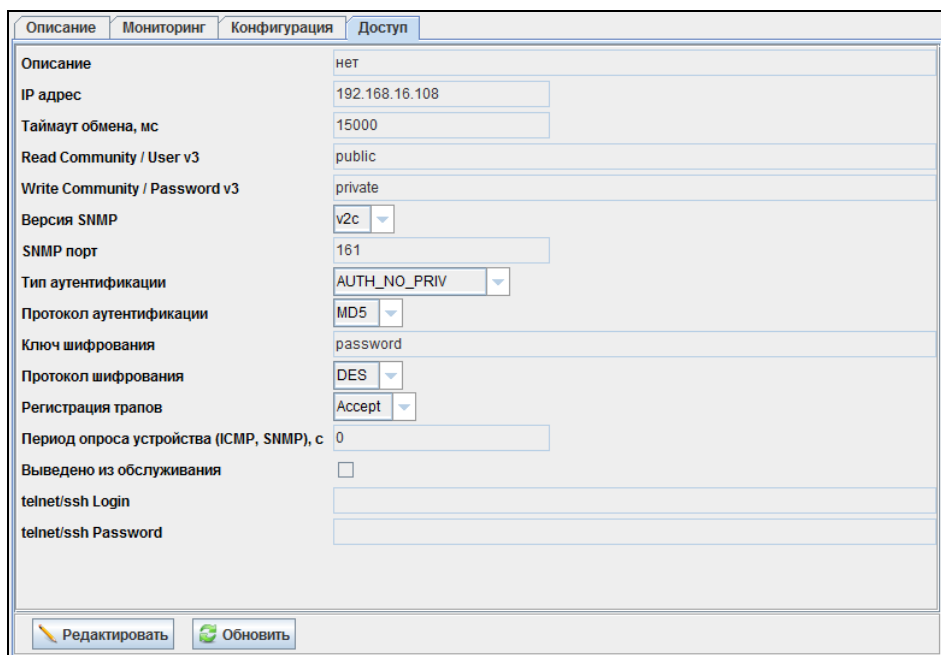 Описание Мониторинг Конфигурация Доступ
Описание нет
IP адрес 192.168.16.108
Таймаут обмена, мс 15000
Read Community / User v3 public
Write Community / Password v3 private
Версия SNMP v2c
SNMP порт 161
Тип аутентификации AUTH_NO_PRIV
Протокол аутентификации MD5
Ключ шифрования password
Протокол шифрования DES
Регистрация трапов Accept
Период опроса устройства (ICMP, SNMP), с 0
Выведено из обслуживания
telnet/ssh Login
telnet/ssh Password
Редактировать Обновить